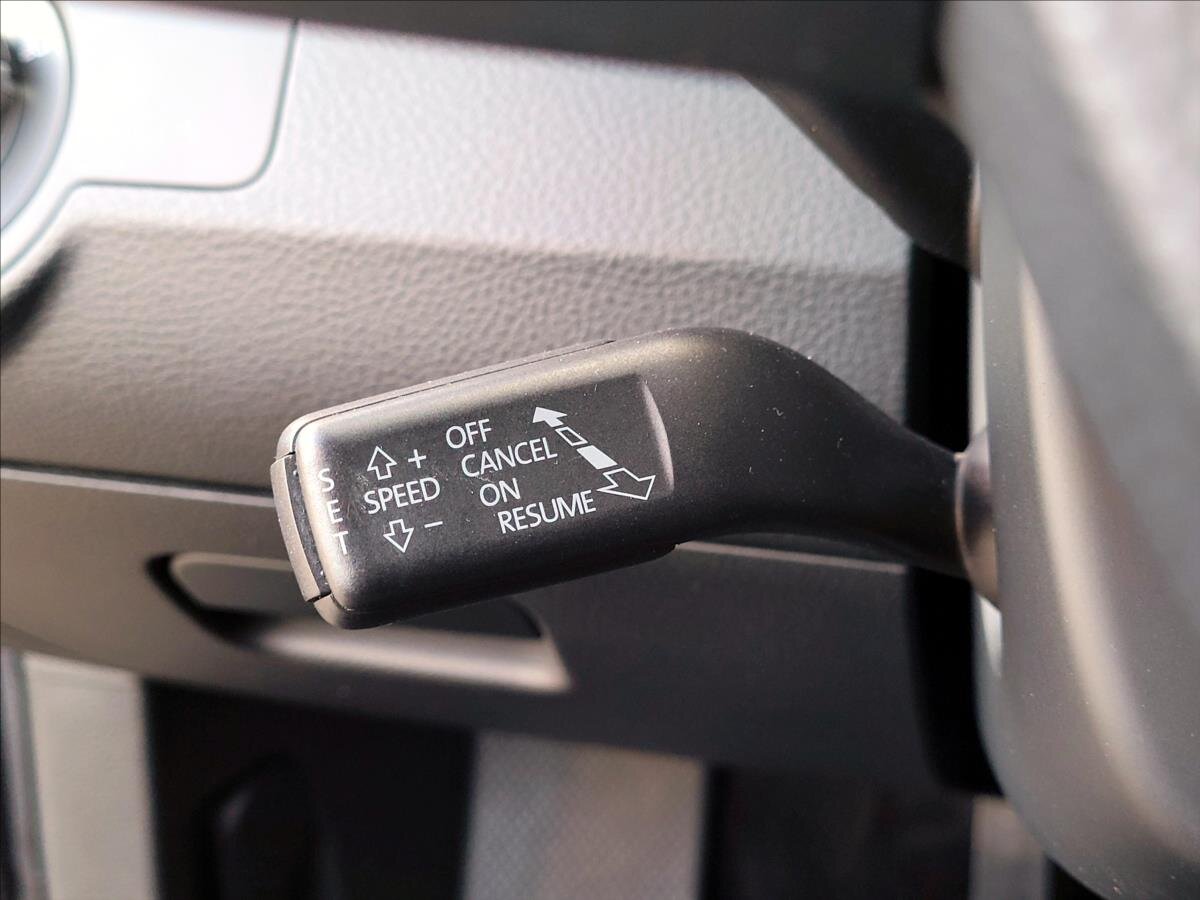 SET
+
SPEED
−
OFF
CANCEL
ON
RESUME